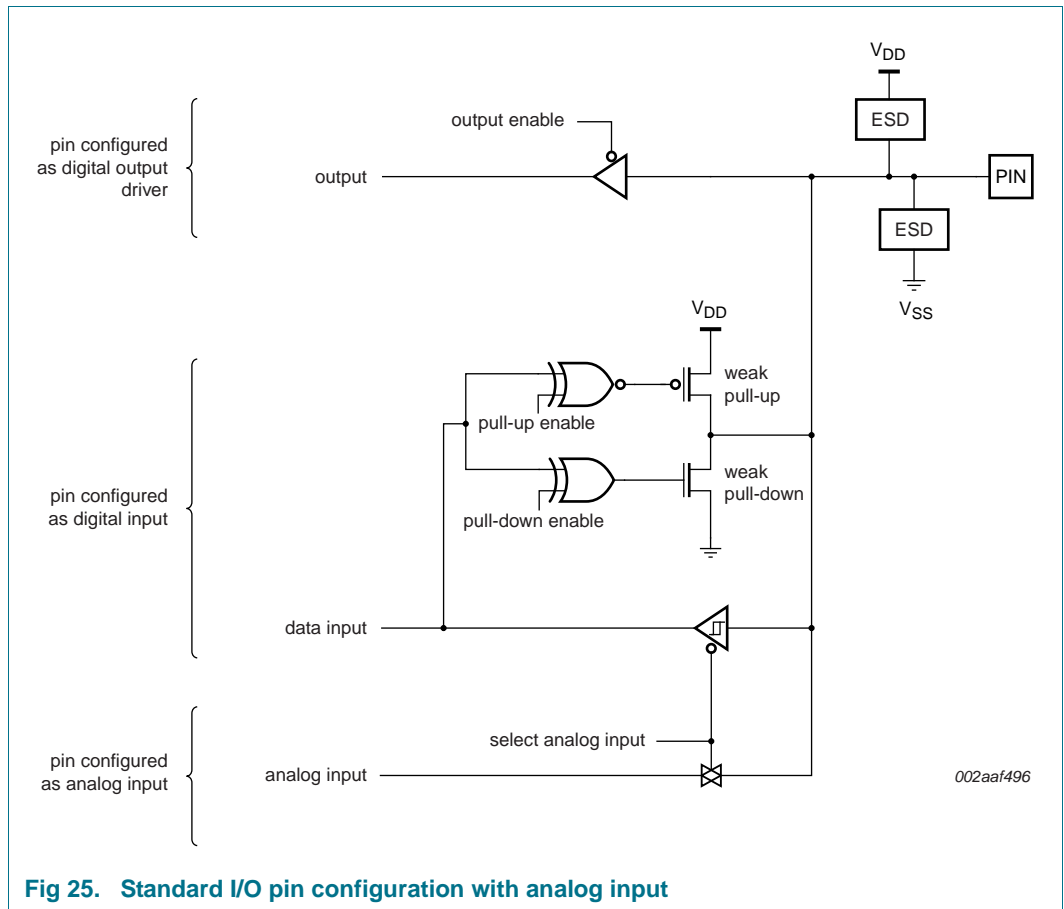 V_DD
ESD
output enable
pin configured
as digital output
driver
output
PIN
ESD
V_SS
V_DD
weak
pull-up
pull-up enable
weak
pull-down
pull-down enable
pin configured
as digital input
data input
select analog input
pin configured
as analog input
analog input
002aaf496
Fig 25. Standard I/O pin configuration with analog input